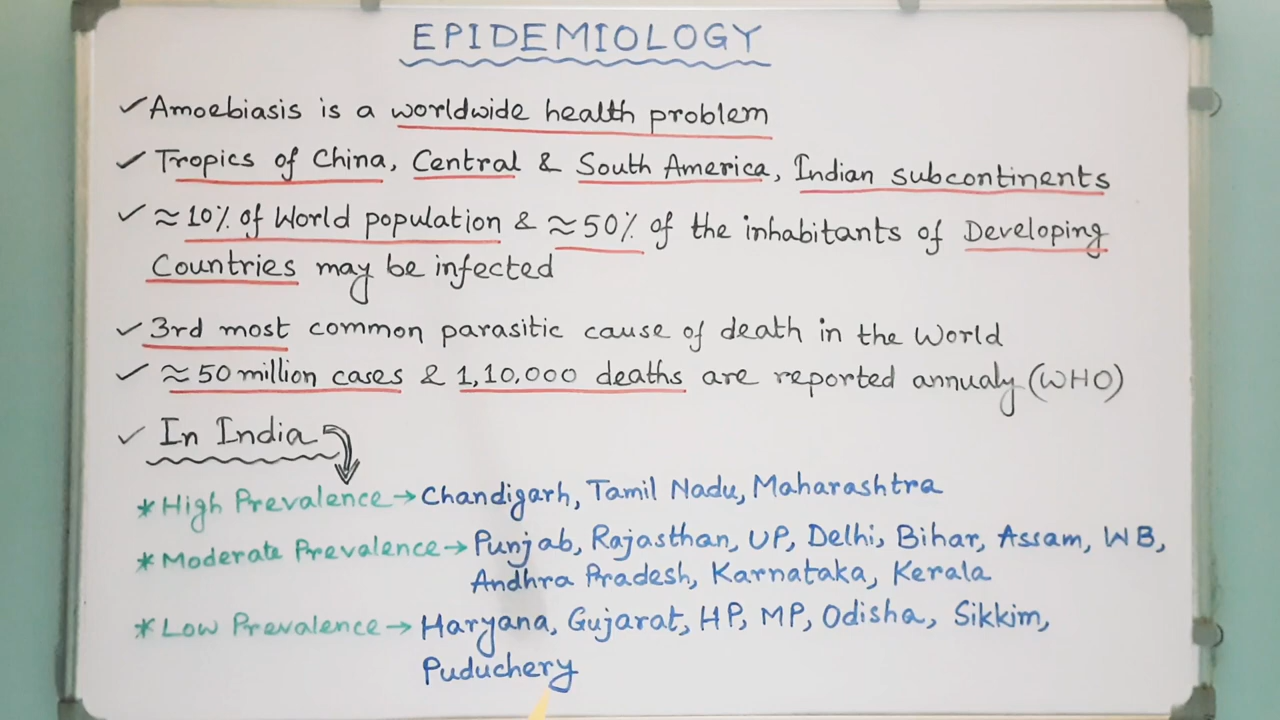 EPIDEMIOLOGY
✓ Amoebiasis is a worldwide health problem
✓ Tropics of China, Central & South America, Indian subcontinents
✓ ≈10% of World population & ≈50% of the inhabitants of Developing
Countries may be infected
✓ 3rd most common parasitic cause of death in the World
✓ ≈50 million cases & 1,10,000 deaths are reported annualy (WHO)
✓ In India
* High Prevalence → Chandigarh, Tamil Nadu, Maharashtra
* Moderate Prevalence → Punjab, Rajasthan, UP, Delhi, Bihar, Assam, WB,
Andhra Pradesh, Karnataka, Kerala
* Low Prevalence → Haryana, Gujarat, HP, MP, Odisha, Sikkim,
Puduchery